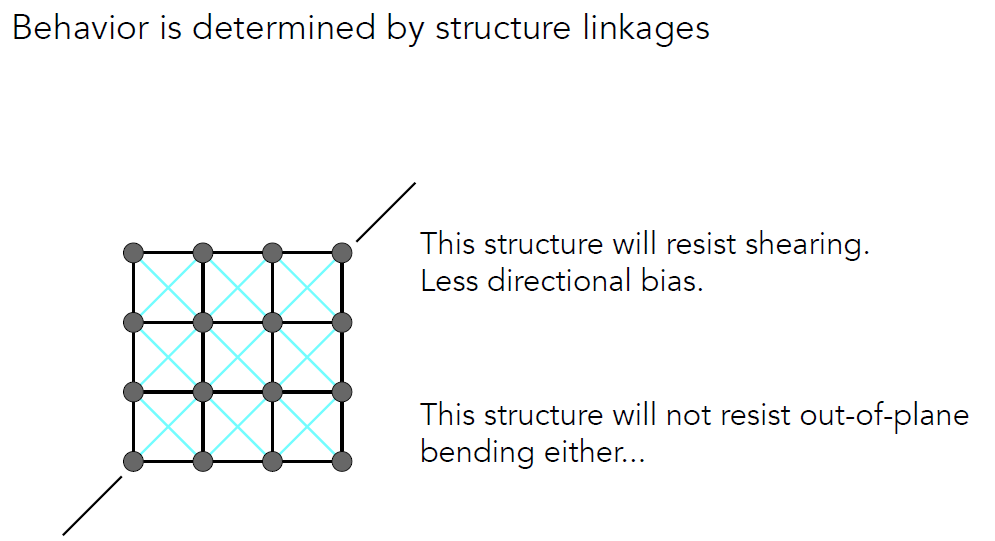 Behavior is determined by structure linkages
This structure will resist shearing.
Less directional bias.
This structure will not resist out-of-plane
bending either...